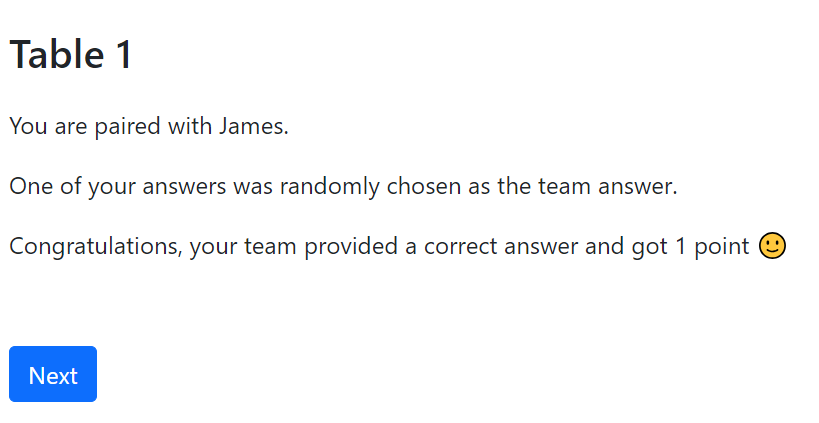 Table 1
You are paired with James.
One of your answers was randomly chosen as the team answer.
Congratulations, your team provided a correct answer and got 1 point 🙂
Next